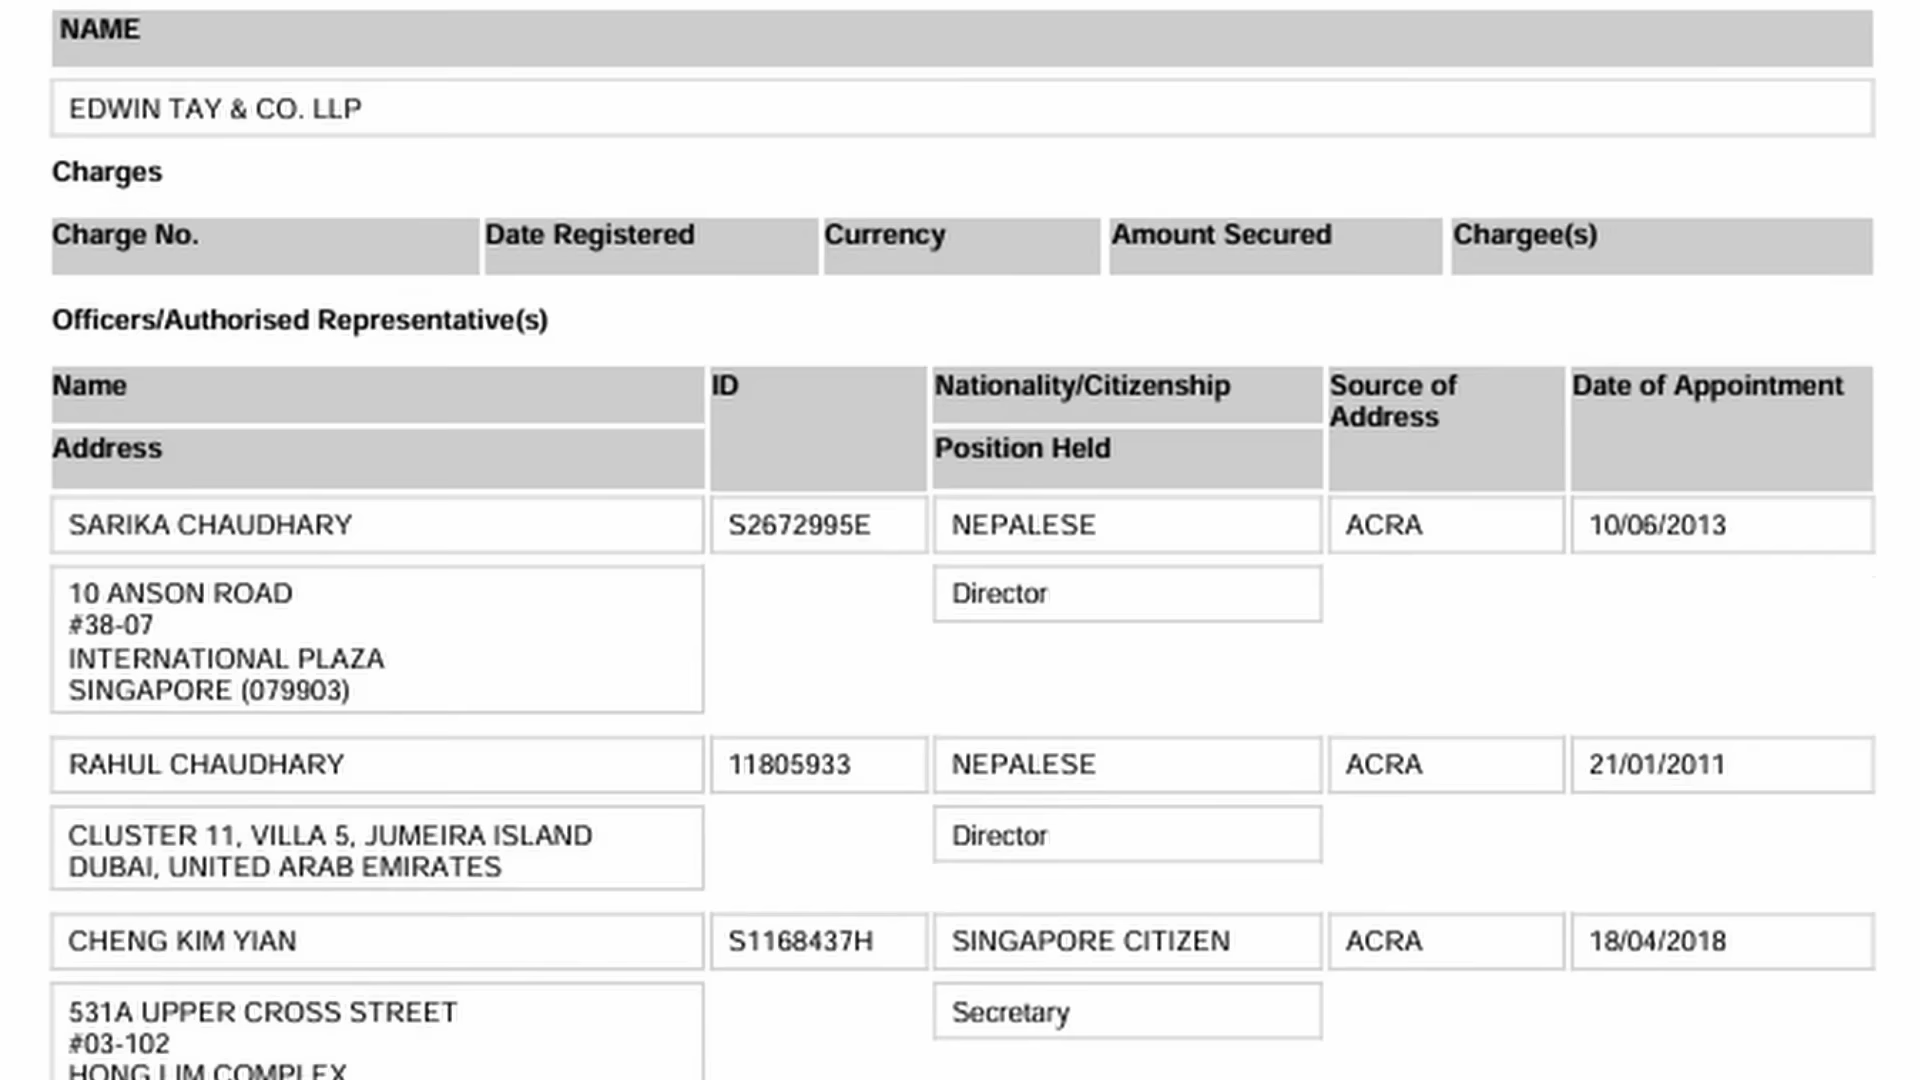 NAME
EDWIN TAY & CO. LLP
Charges
Charge No. Date Registered Currency Amount Secured Chargee(s)
Officers/Authorised Representative(s)
Name ID Nationality/Citizenship Source of Address Date of Appointment
Address Position Held
SARIKA CHAUDHARY S2672995E NEPALESE ACRA 10/06/2013
10 ANSON ROAD Director
#38-07
INTERNATIONAL PLAZA
SINGAPORE (079903)
RAHUL CHAUDHARY 11805933 NEPALESE ACRA 21/01/2011
CLUSTER 11, VILLA 5, JUMEIRA ISLAND Director
DUBAI, UNITED ARAB EMIRATES
CHENG KIM YIAN S1168437H SINGAPORE CITIZEN ACRA 18/04/2018
531A UPPER CROSS STREET Secretary
#03-102
HONG LIM COMPLEX